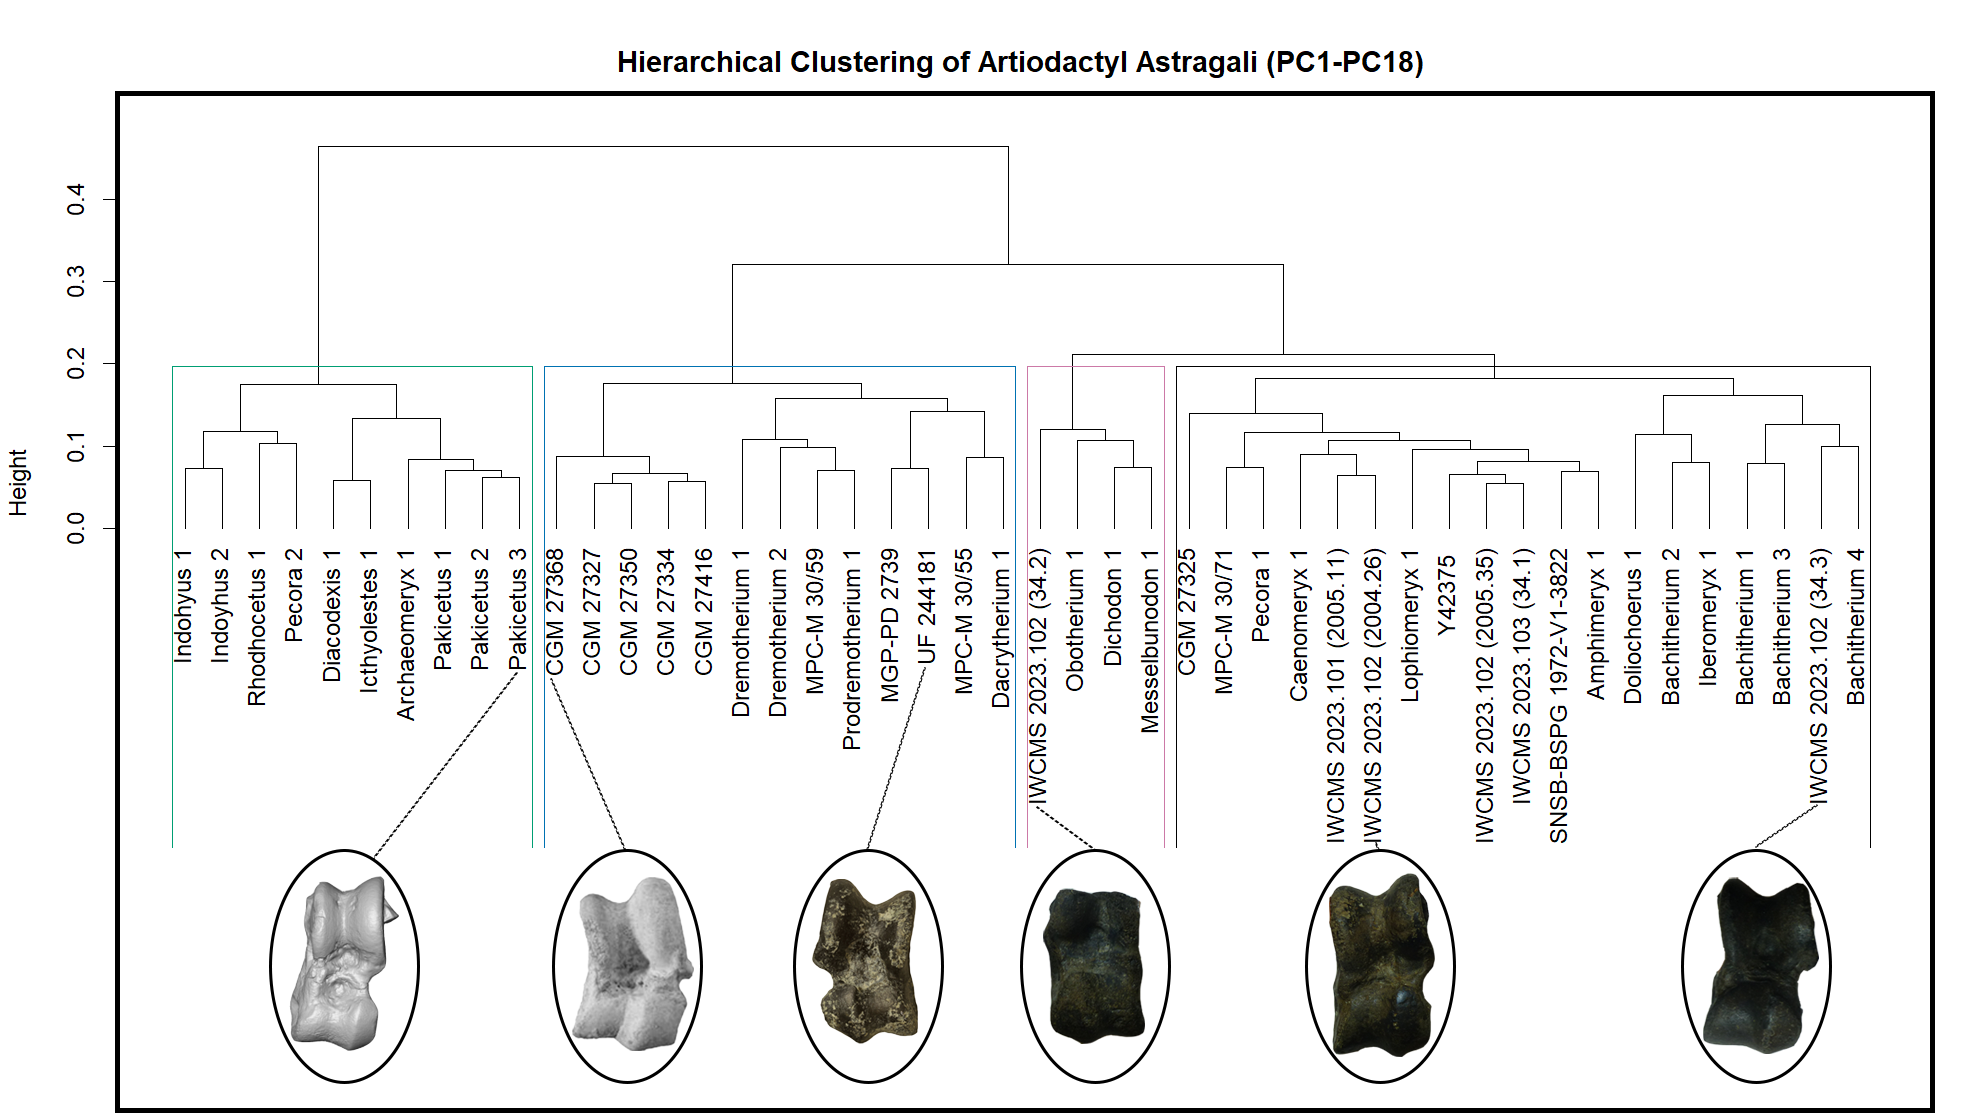 Hierarchical Clustering of Artiodactyl Astragali (PC1-PC18)
Height
0.4
0.3
0.2
0.1
0.0
Indohyus 1
Indoyhus 2
Rhodhocetus 1
Pecora 2
Diacodexis 1
Icthyolestes 1
Archaeomeryx 1
Pakicetus 1
Pakicetus 2
Pakicetus 3
CGM 27368
CGM 27327
CGM 27350
CGM 27334
CGM 27416
Dremotherium 1
Dremotherium 2
MPC-M 30/59
Prodremotherium 1
MGP-PD 2739
UF 244181
MPC-M 30/55
Dacrytherium 1
IWCMS 2023.102 (34.2)
Obotherium 1
Dichodon 1
Messelbunodon 1
CGM 27325
MPC-M 30/71
Pecora 1
Caenomeryx 1
IWCMS 2023.101 (2005.11)
IWCMS 2023.102 (2004.26)
Lophiomeryx 1
Y42375
IWCMS 2023.102 (2005.35)
IWCMS 2023.103 (34.1)
SNSB-BSPG 1972-V1-3822
Amphimeryx 1
Doliochoerus 1
Bachitherium 2
Iberomeryx 1
Bachitherium 1
Bachitherium 3
IWCMS 2023.102 (34.3)
Bachitherium 4